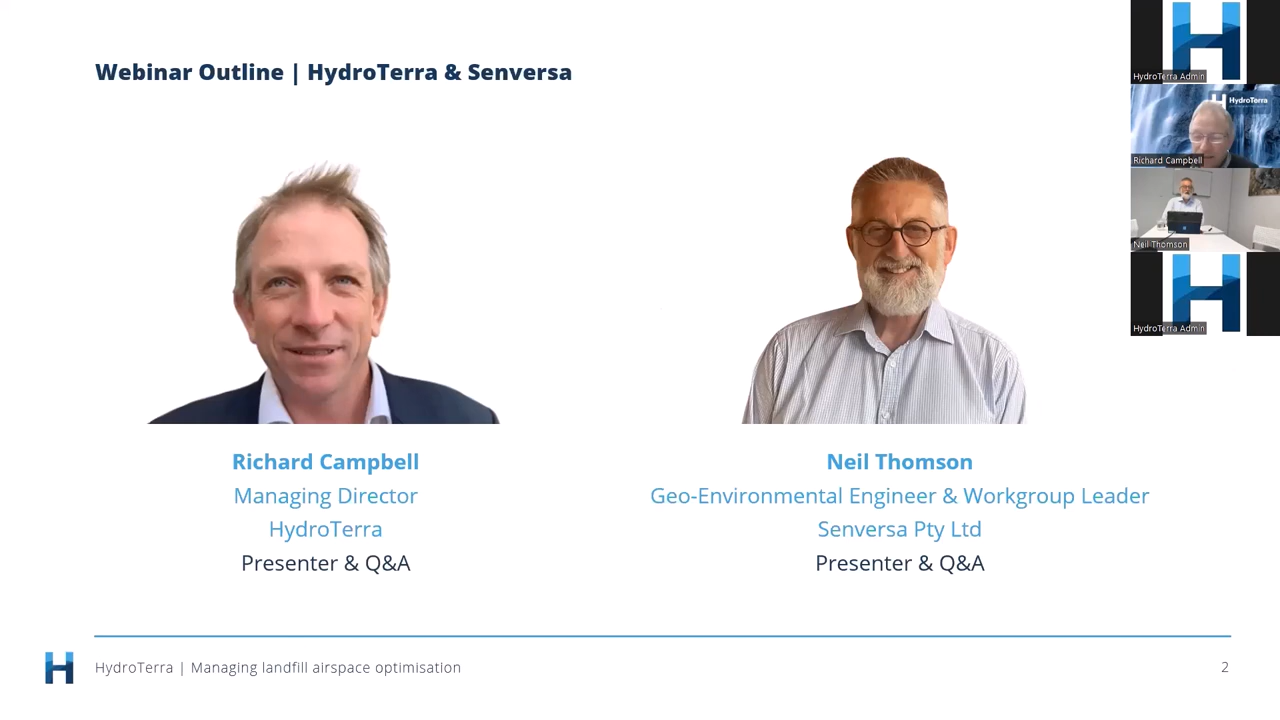 Webinar Outline | HydroTerra & Senversa
Richard Campbell
Managing Director
HydroTerra
Presenter & Q&A
Neil Thomson
Geo-Environmental Engineer & Workgroup Leader
Senversa Pty Ltd
Presenter & Q&A
HydroTerra | Managing landfill airspace optimisation
2
HydroTerra Admin
HydroTerra
Richard Campbell
Neil Thomson
HydroTerra Admin